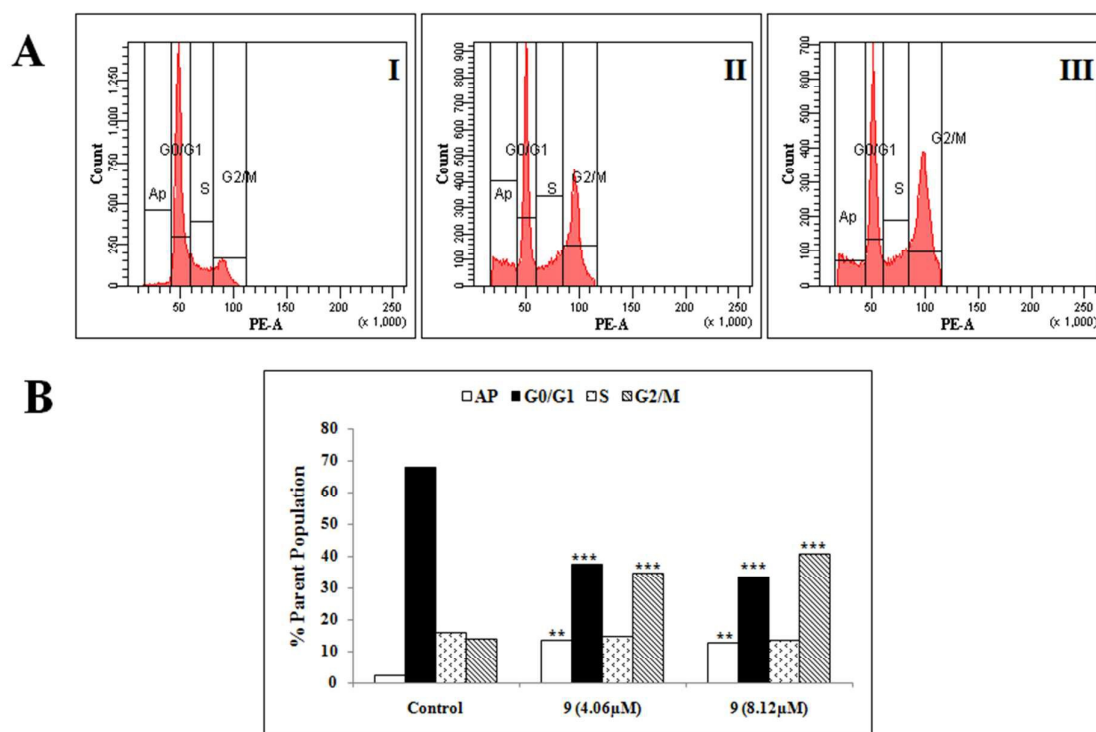 A
I
Count
0 250 500 750 1,000 1,250
Ap
G0/G1
S
G2/M
50 100 150 200 250
PE-A
(x 1,000)
II
Count
0 100 200 300 400 500 600 700 800 900
Ap
G0/G1
S
G2/M
50 100 150 200 250
PE-A
(x 1,000)
III
Count
0 100 200 300 400 500 600 700
Ap
G0/G1
S
G2/M
50 100 150 200 250
PE-A
(x 1,000)
B
AP G0/G1 S G2/M
% Parent Population
80
70
60
50
40
30
20
10
0
** *** ***
** *** ***
Control 9 (4.06µM) 9 (8.12µM)